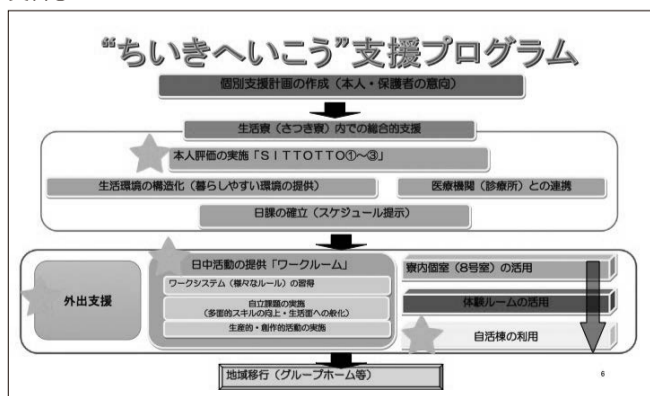 “ちいきへいこう”支援プログラム
個別支援計画の作成（本人・保護者の意向）
生活寮（さつき寮）内での総合的支援
本人評価の実施「ＳＩＴＴＯＴＴＯ①～③」
生活環境の構造化（暮らしやすい環境の提供）
医療機関（診療所）との連携
日課の確立（スケジュール提示）
外出支援
日中活動の提供「ワークルーム」
ワークシステム（様々なルール）の習得
自立課題の実施
（多面的スキルの向上・生活面への般化）
生産的・創作的活動の実施
寮内個室（8号室）の活用
体験ルームの活用
自活棟の利用
地域移行（グループホーム等）
6